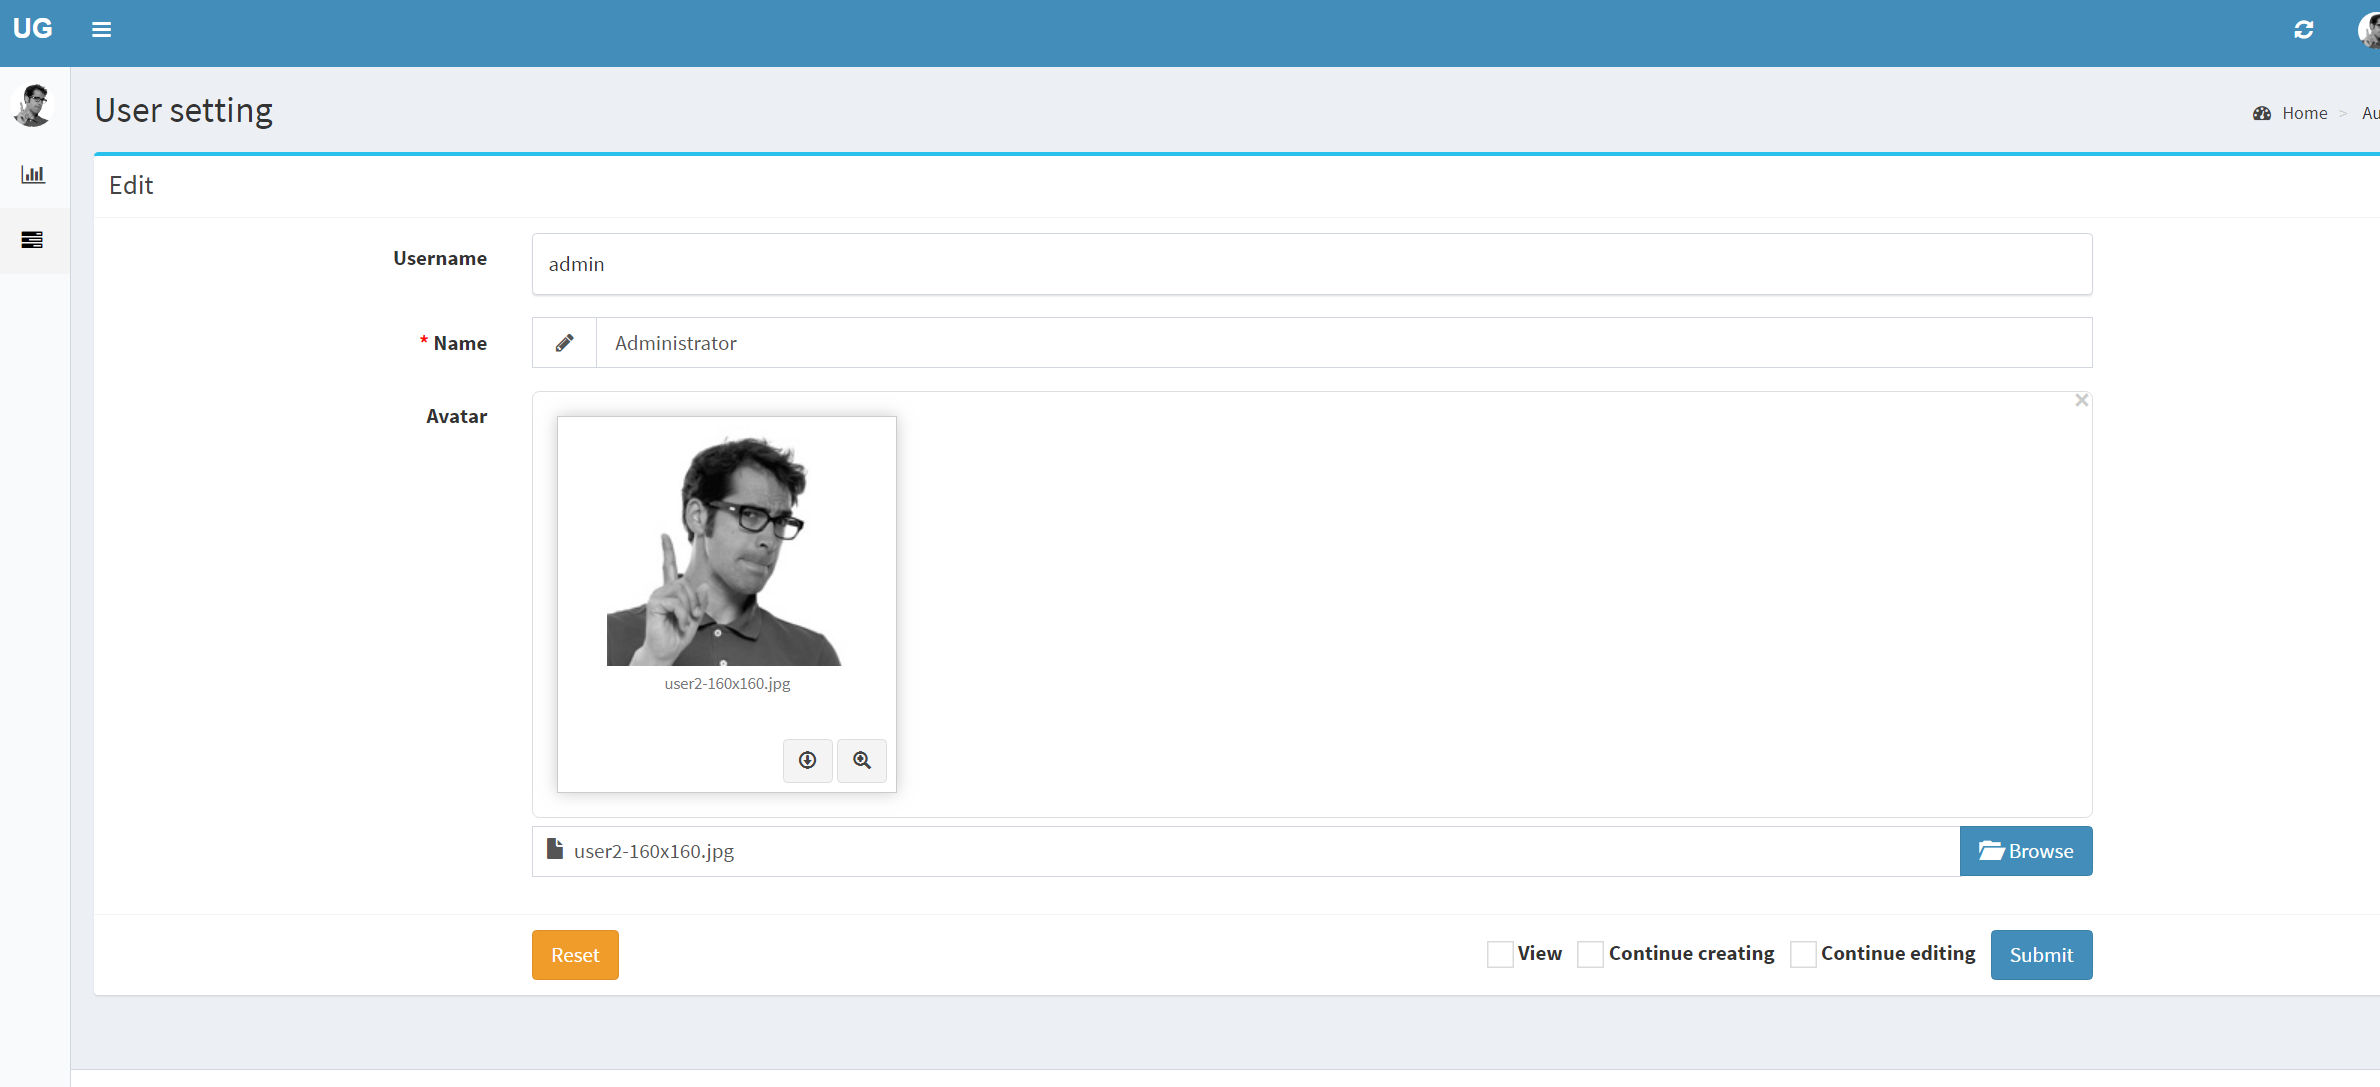 UG
User setting
Home > Au
Edit
Username
admin
* Name
Administrator
Avatar
×
user2-160x160.jpg
user2-160x160.jpg
Browse
Reset
View
Continue creating
Continue editing
Submit